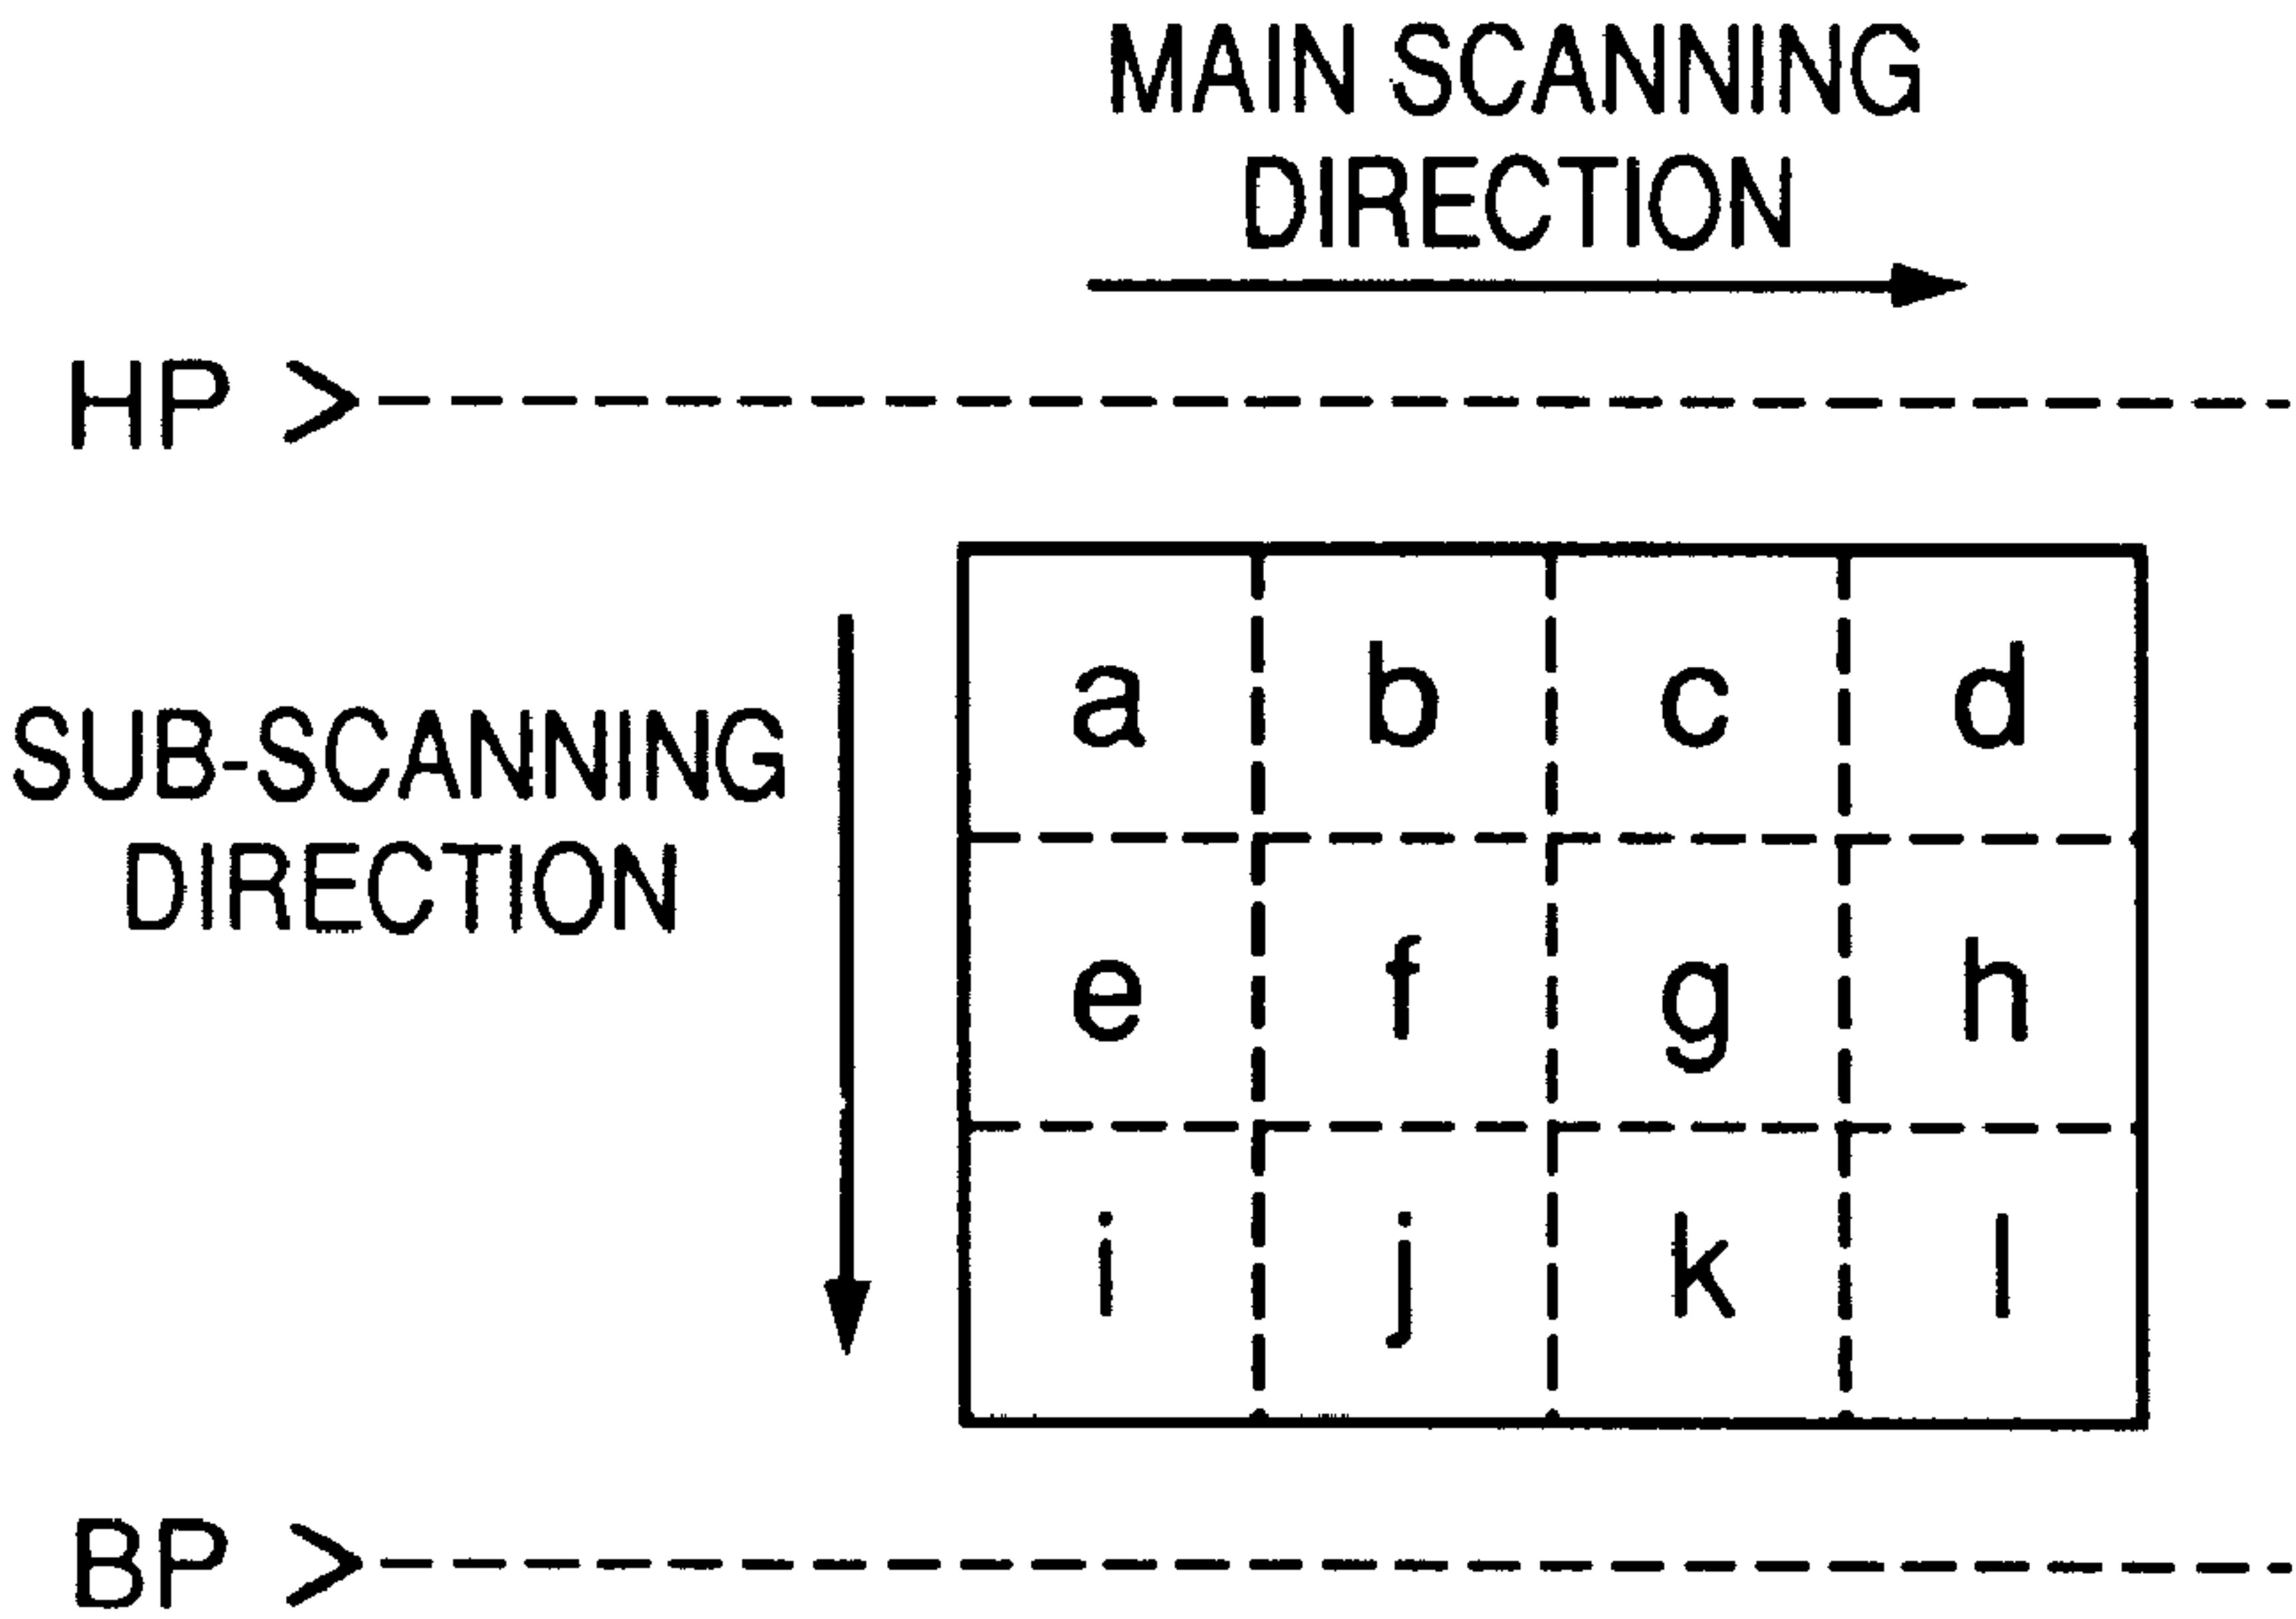 MAIN SCANNING
DIRECTION
HP >
SUB-SCANNING
DIRECTION
a b c d
e f g h
i j k l
BP >